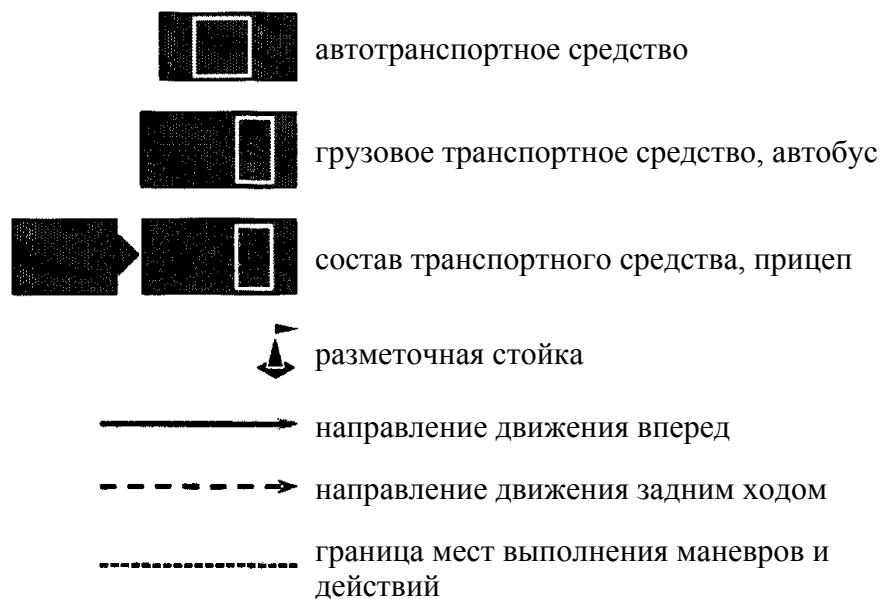 автотранспортное средство
грузовое транспортное средство, автобус
состав транспортного средства, прицеп
разметочная стойка
направление движения вперед
направление движения задним ходом
граница мест выполнения маневров и
действий